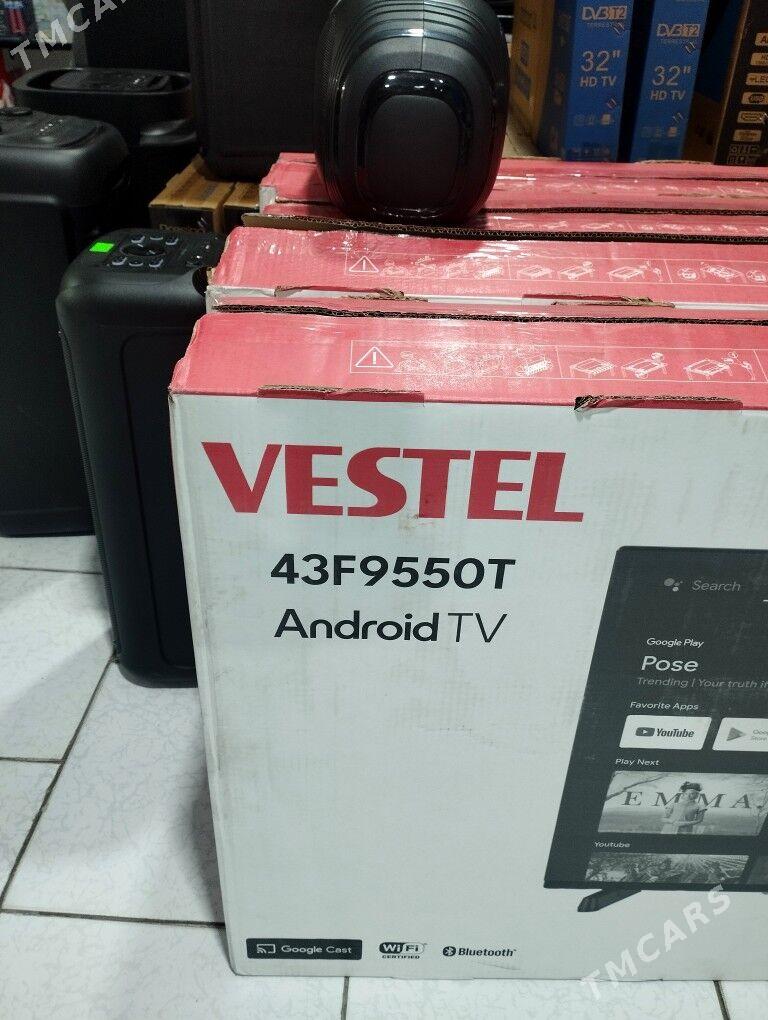 TMCARS
DVB T2
TERRESTRIAL
32"
HD TV
DVB T2
32"
HD TV
VESTEL
43F9550T
Android TV
Search
Google Play
Pose
Trending | Your truth
Favorite Apps
YouTube
Play Next
EMMA.
Youtube
Google Cast
WiFi
CERTIFIED
Bluetooth
TMCARS